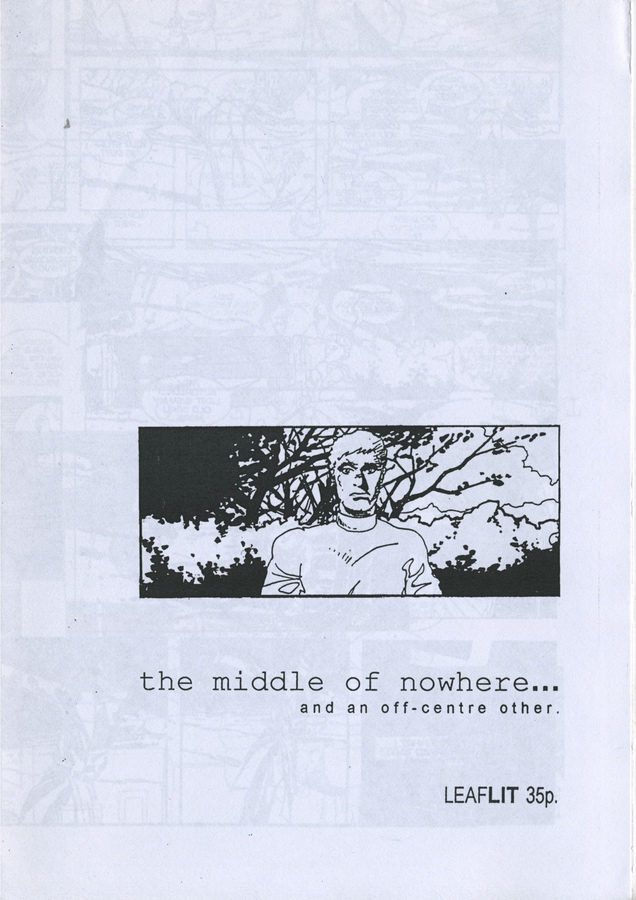 the middle of nowhere...
and an off-centre other.
LEAFLIT 35p.